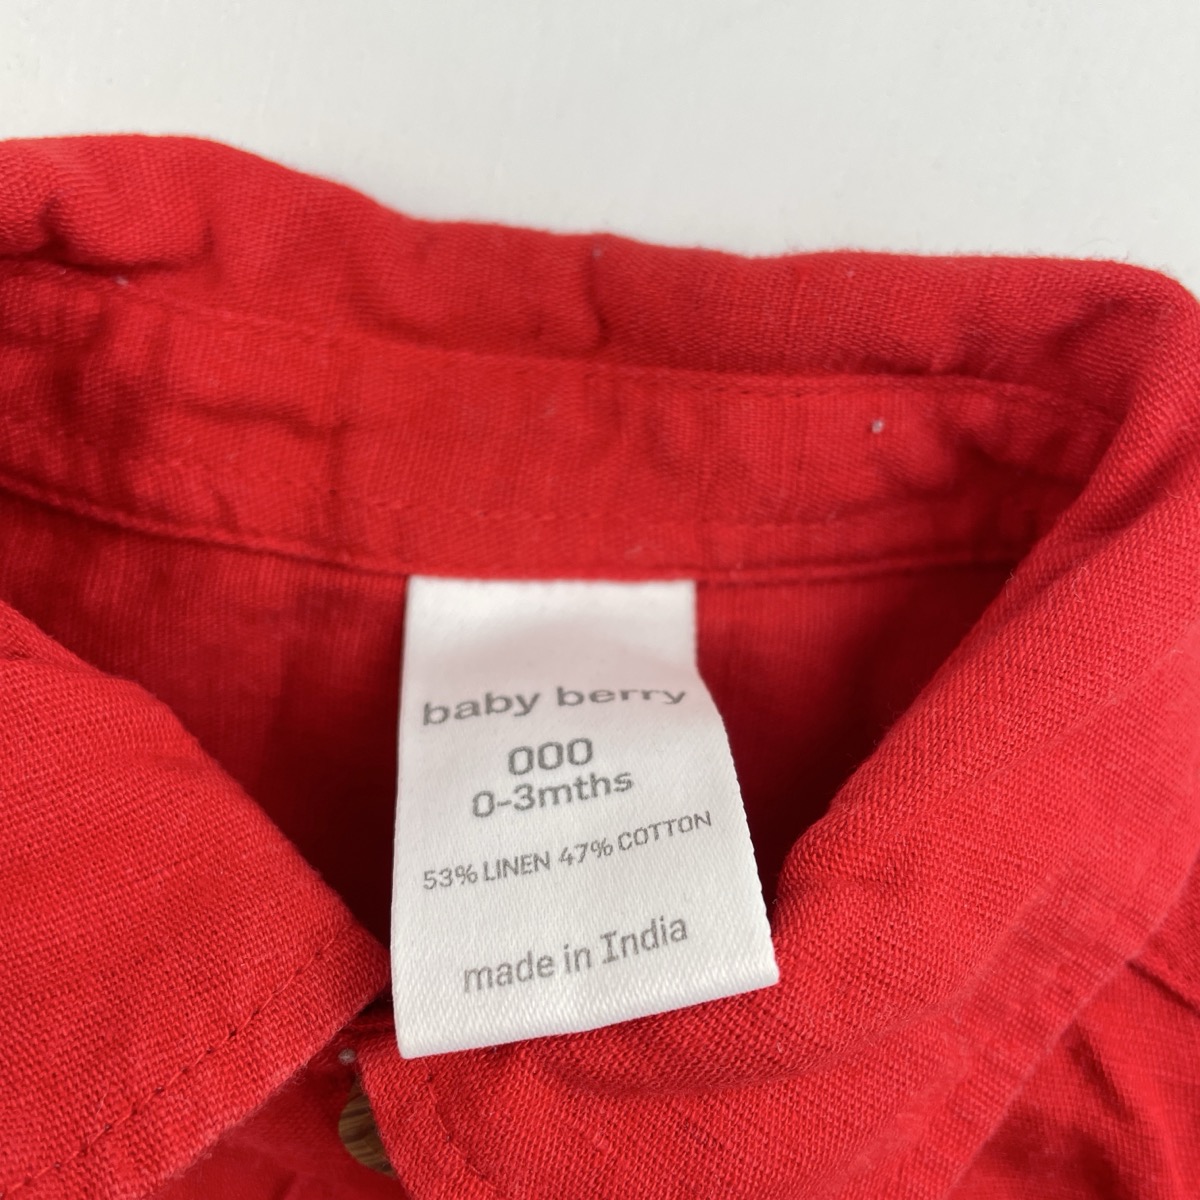 baby berry
000
0-3mths
53% LINEN 47% COTTON
made in India